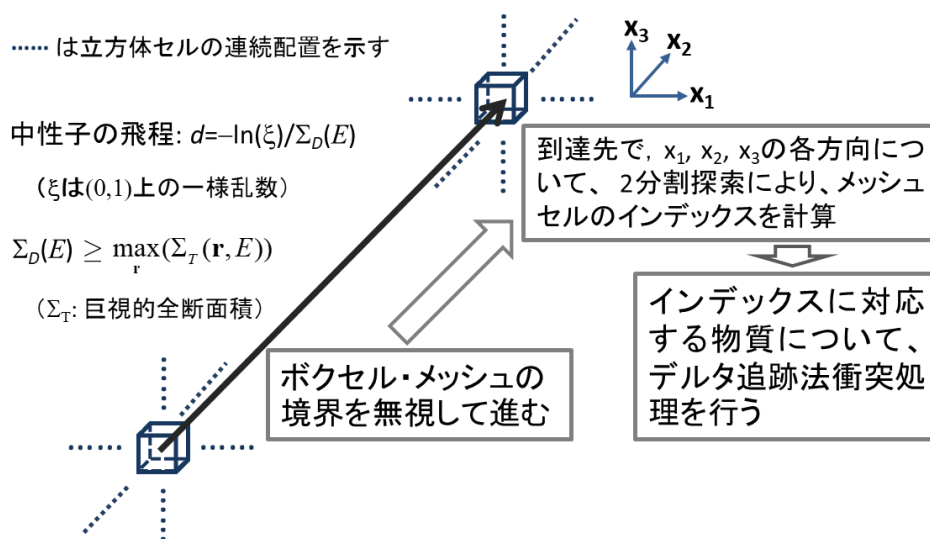 …… は立方体セルの連続配置を示す
中性子の飛程: d=−ln(ξ)/Σ_D(E)
（ξは(0,1)上の一様乱数）
Σ_D(E) ≥ max_r(Σ_T(r, E))
（Σ_T: 巨視的全断面積）
x₃
x₂
x₁
到達先で, x₁, x₂, x₃の各方向につ
いて、 2分割探索により、メッシュ
セルのインデックスを計算
ボクセル・メッシュの
境界を無視して進む
インデックスに対応
する物質について、
デルタ追跡法衝突処
理を行う